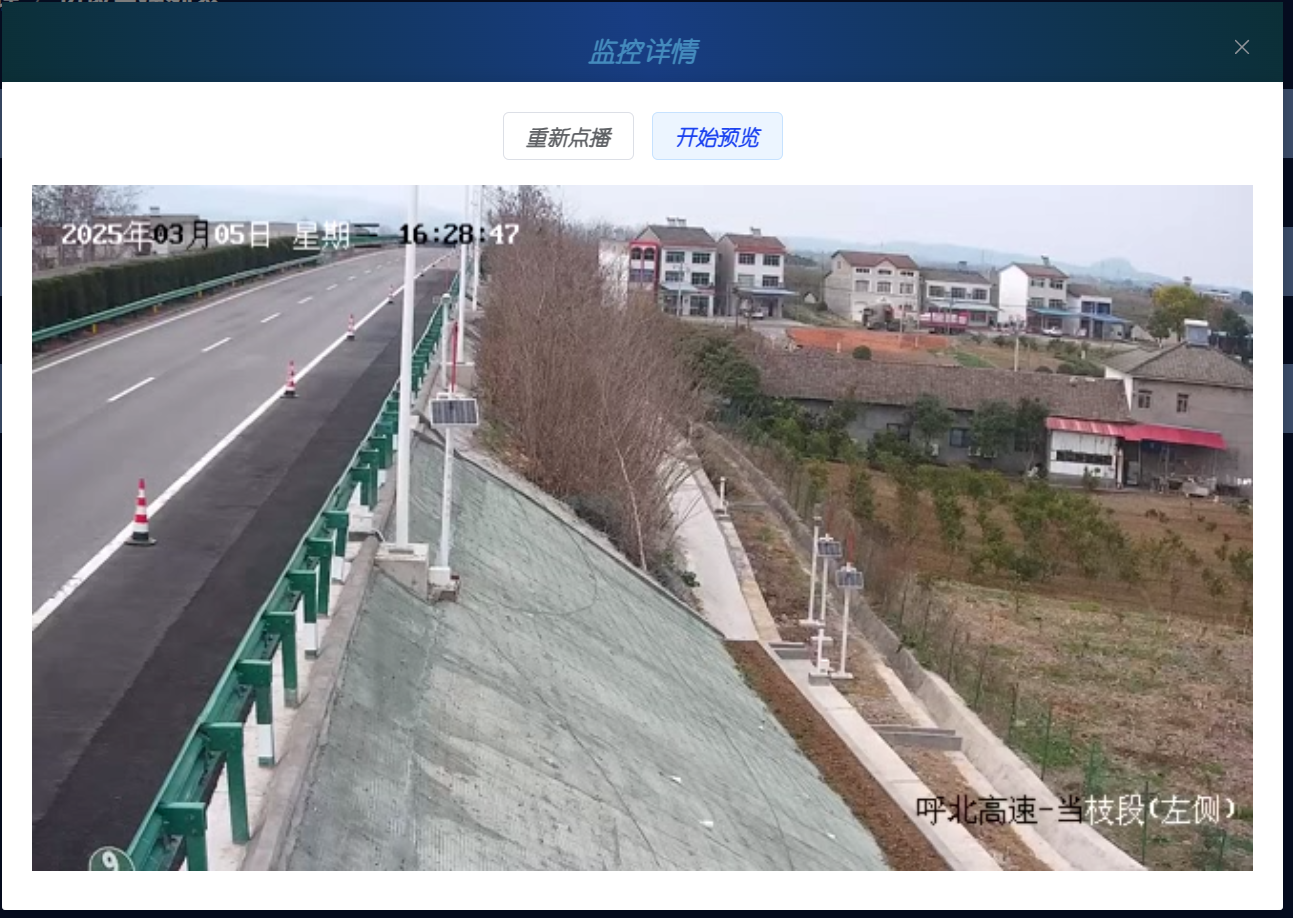 监控详情
重新点播
开始预览
2025年03月05日 星期三 16:28:47
呼北高速-当枝段(左侧)
9